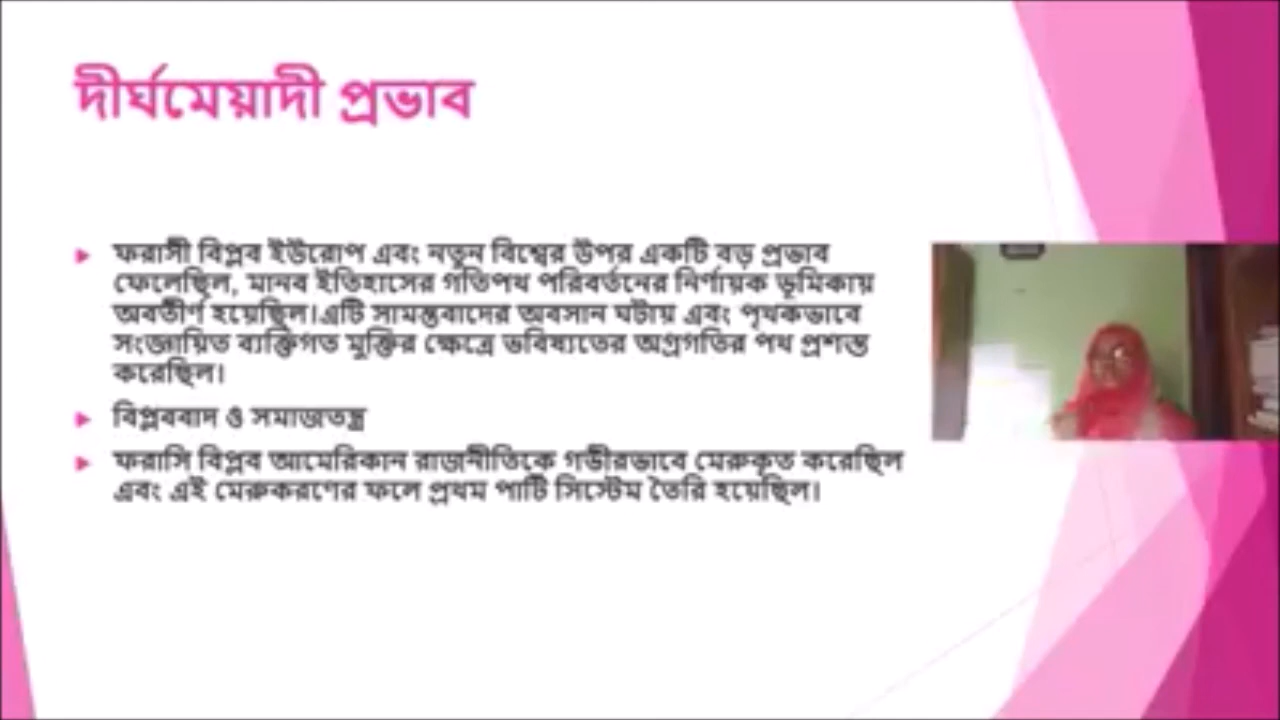 দীর্ঘমেয়াদী প্রভাব
ফরাসী বিপ্লব ইউরোপ এবং নতুন বিশ্বের উপর একটি বড় প্রভাব
ফেলেছিল, মানব ইতিহাসের গতিপথ পরিবর্তনের নির্ণায়ক ভূমিকায়
অবতীর্ণ হয়েছিল।এটি সামন্তবাদের অবসান ঘটায় এবং পৃথকভাবে
সংজ্ঞায়িত ব্যক্তিগত মুক্তির ক্ষেত্রে ভবিষ্যতের অগ্রগতির পথ প্রশস্ত
করেছিল।
বিপ্লববাদ ও সমাজতন্ত্র
ফরাসি বিপ্লব আমেরিকান রাজনীতিকে গভীরভাবে মেরুকৃত করেছিল
এবং এই মেরুকরণের ফলে প্রথম পার্টি সিস্টেম তৈরি হয়েছিল।